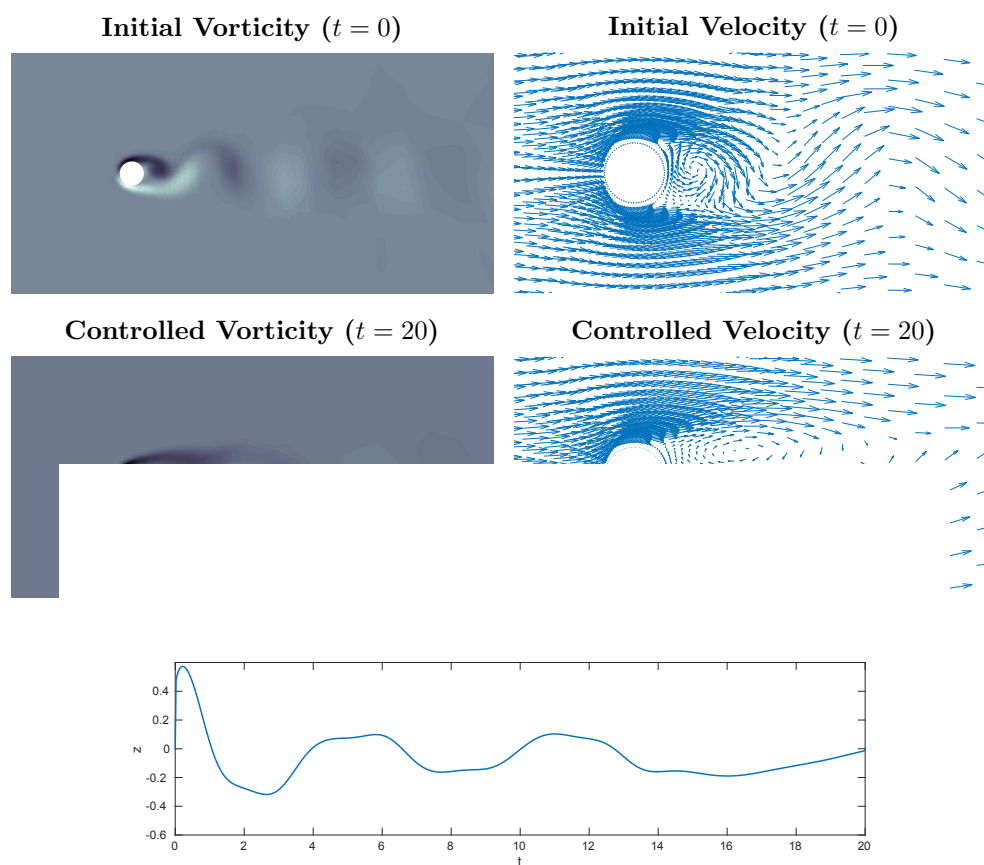 Initial Vorticity (t = 0)
Initial Velocity (t = 0)
Controlled Vorticity (t = 20)
Controlled Velocity (t = 20)
0.4
0.2
0
-0.2
-0.4
-0.6
z
0 2 4 6 8 10 12 14 16 18 20
t